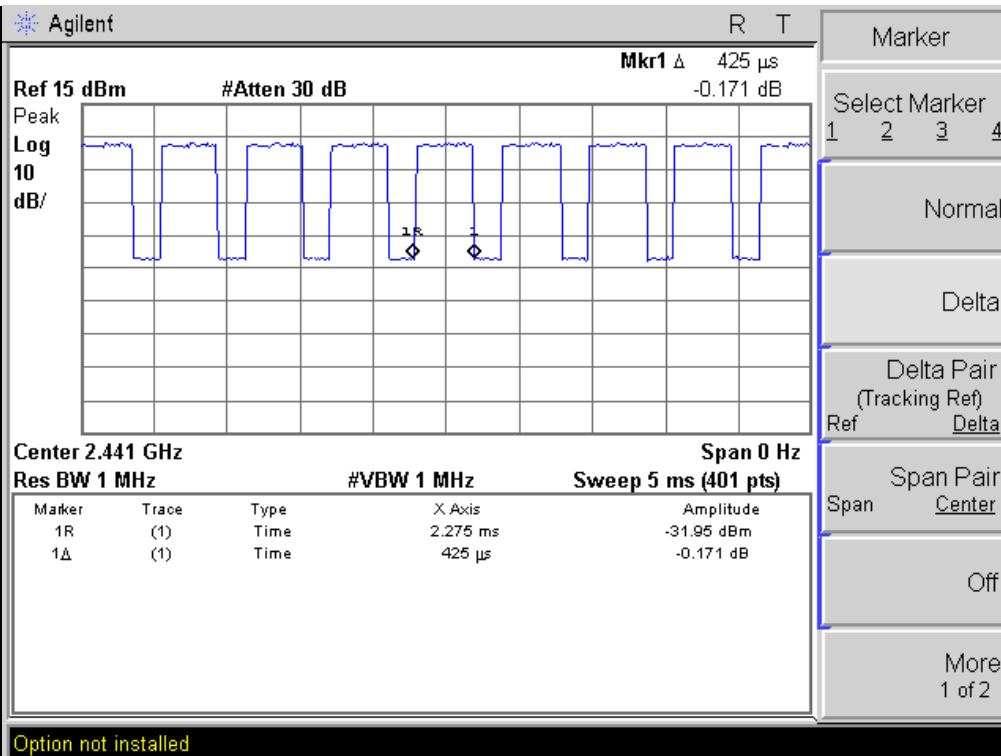 Agilent R T
Mkr1 Δ 425 µs
Ref 15 dBm #Atten 30 dB -0.171 dB
Peak
Log
10
dB/
1R 1
Center 2.441 GHz Span 0 Hz
Res BW 1 MHz #VBW 1 MHz Sweep 5 ms (401 pts)
Marker Trace Type X Axis Amplitude
1R (1) Time 2.275 ms -31.95 dBm
1Δ (1) Time 425 µs -0.171 dB
Marker
Select Marker
1 2 3 4
Normal
Delta
Delta Pair
(Tracking Ref)
Ref Delta
Span Pair
Span Center
Off
More
1 of 2
Option not installed